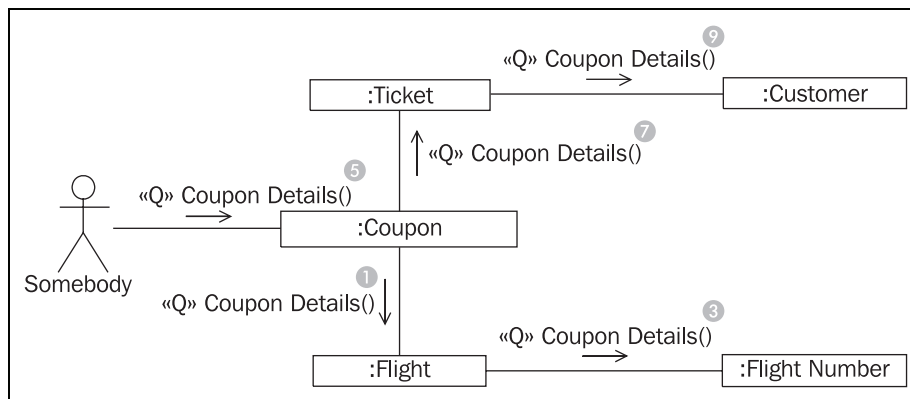 «Q» Coupon Details() 9
:Ticket
:Customer
«Q» Coupon Details() 7
«Q» Coupon Details() 5
:Coupon
Somebody
«Q» Coupon Details() 1
«Q» Coupon Details() 3
:Flight
:Flight Number